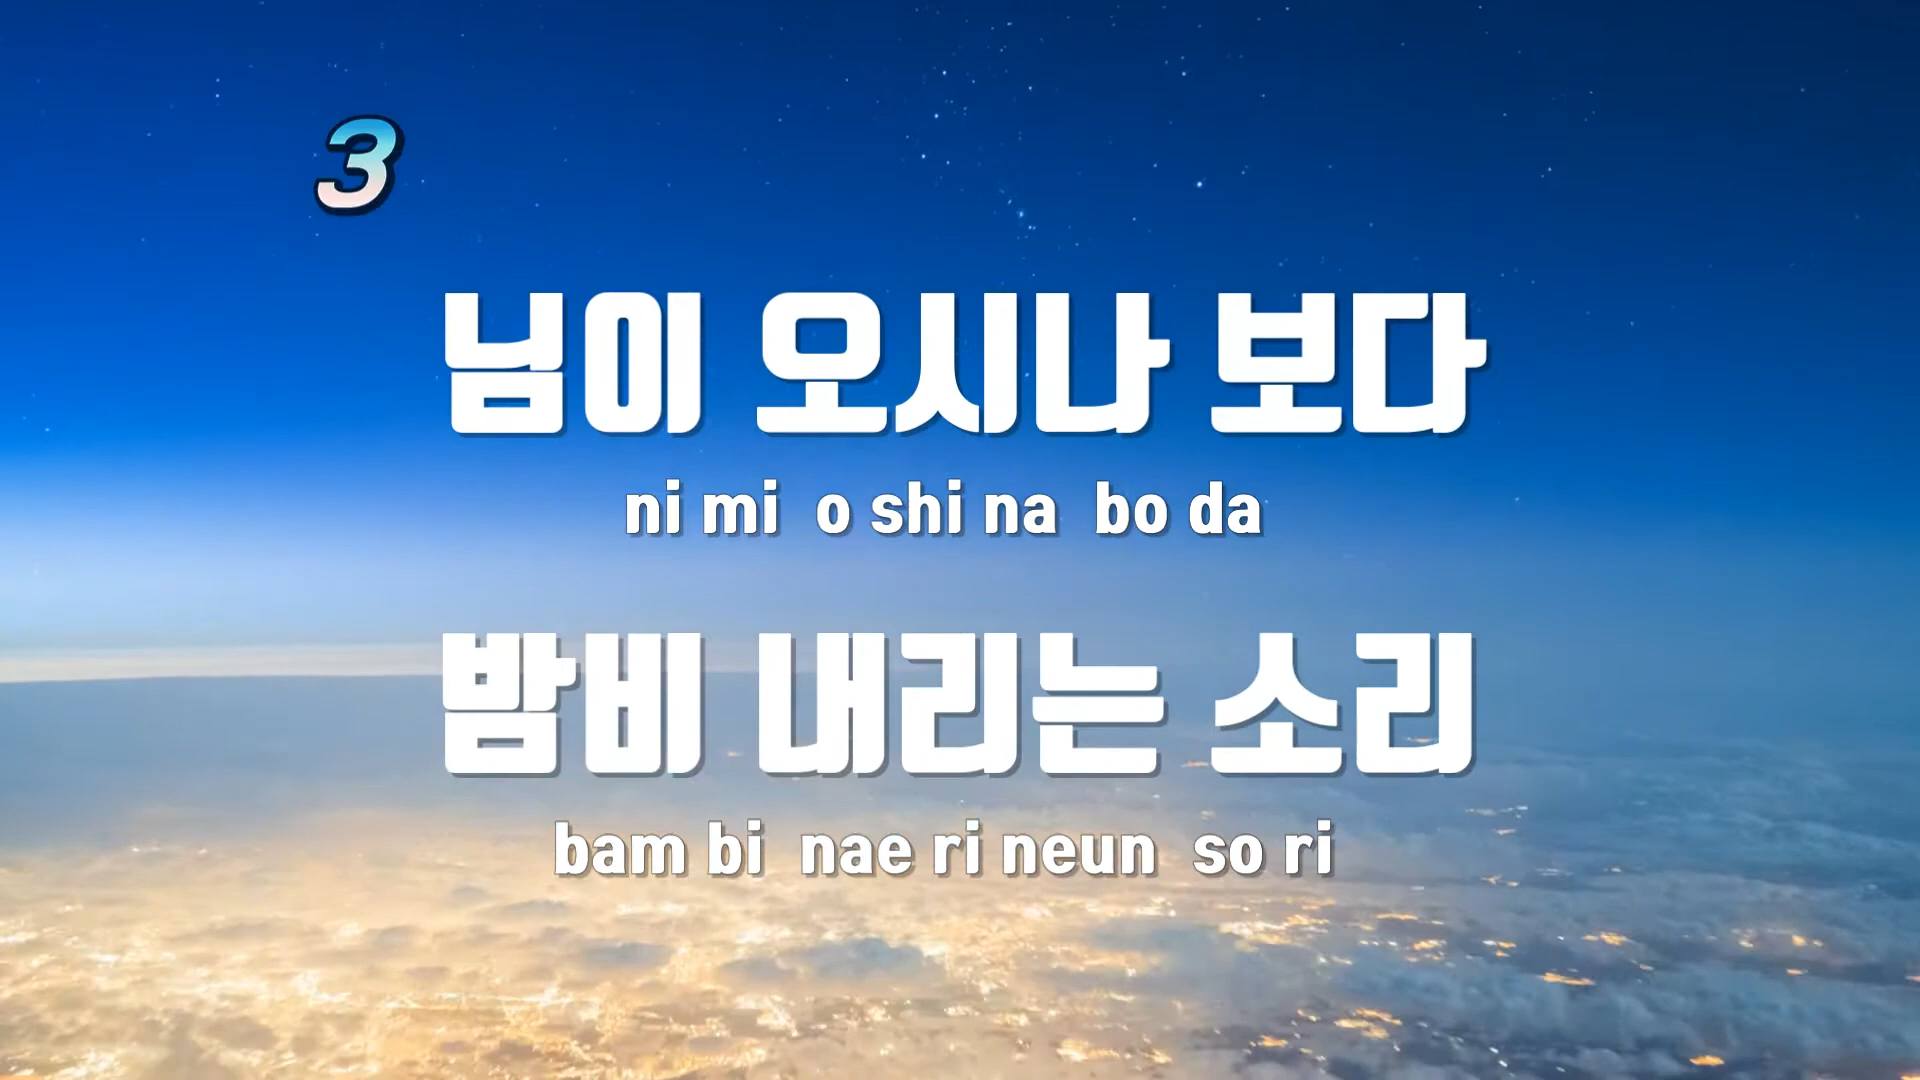 3
님이 오시나 보다
ni mi o shi na bo da
밤비 내리는 소리
bam bi nae ri neun so ri